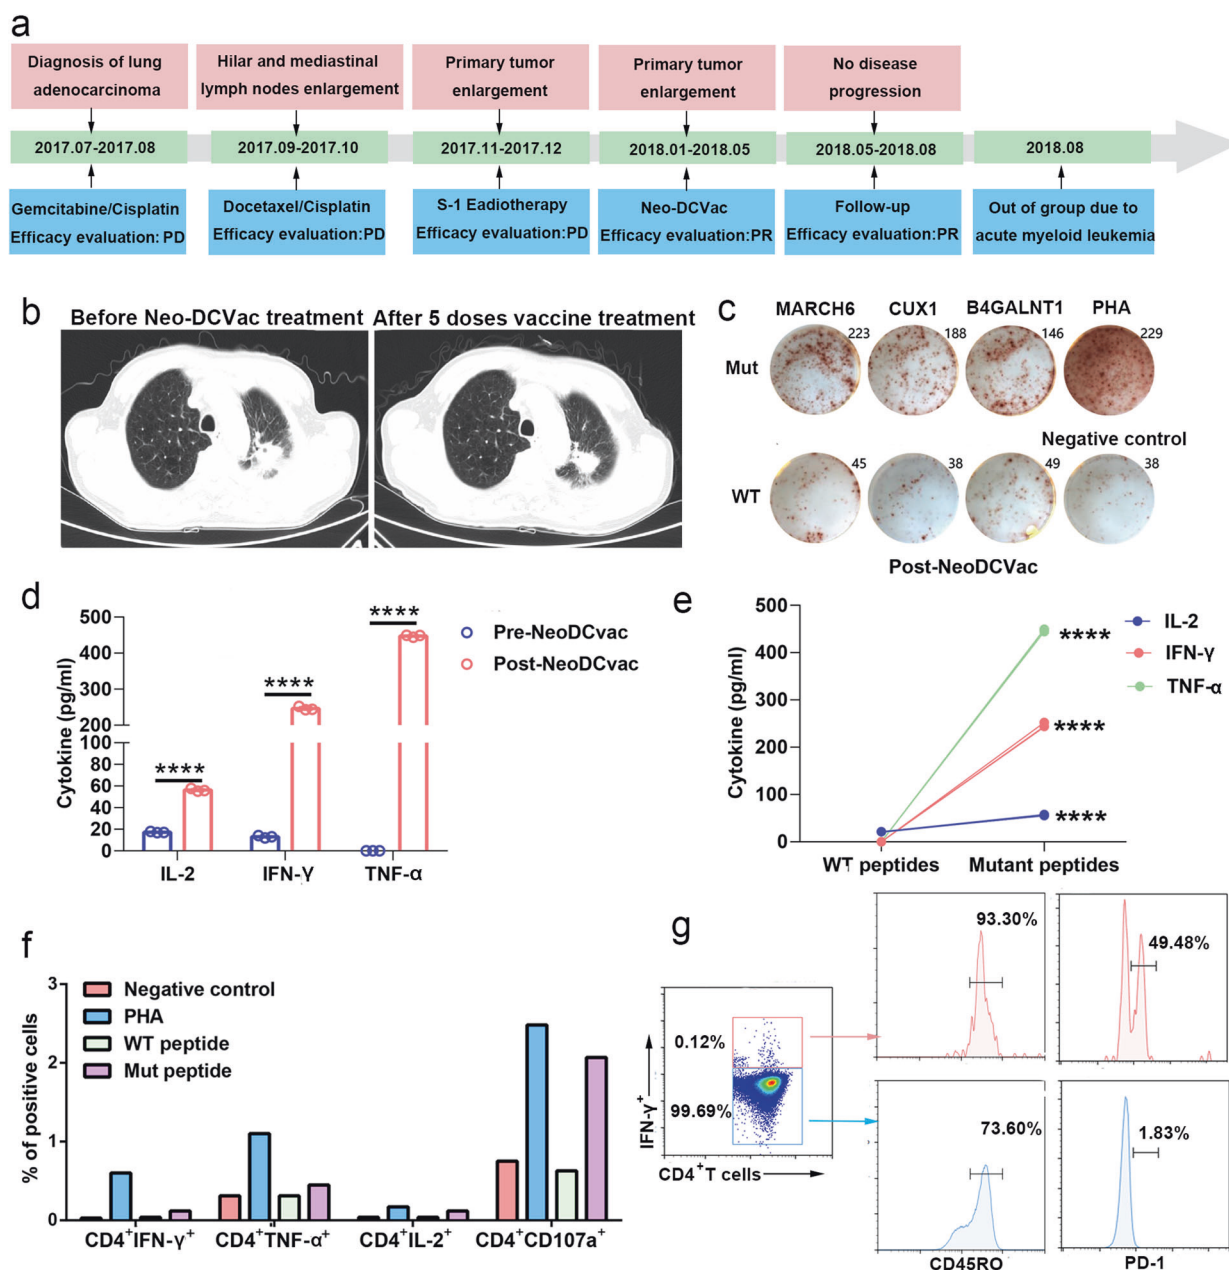 a
Diagnosis of lung
adenocarcinoma
Hilar and mediastinal
lymph nodes enlargement
Primary tumor
enlargement
Primary tumor
enlargement
No disease
progression
2017.07-2017.08
2017.09-2017.10
2017.11-2017.12
2018.01-2018.05
2018.05-2018.08
2018.08
Gemcitabine/Cisplatin
Efficacy evaluation: PD
Docetaxel/Cisplatin
Efficacy evaluation:PD
S-1 Eadiotherapy
Efficacy evaluation:PD
Neo-DCVac
Efficacy evaluation:PR
Follow-up
Efficacy evaluation:PR
Out of group due to
acute myeloid leukemia
b
Before Neo-DCVac treatment
After 5 doses vaccine treatment
c
MARCH6
CUX1
B4GALNT1
PHA
Mut
223
188
146
229
Negative control
WT
45
38
49
38
Post-NeoDCVac
d
Cytokine (pg/ml)
500
400
300
200
100
80
60
40
20
0
****
****
****
IL-2
IFN-γ
TNF-α
Pre-NeoDCvac
Post-NeoDCvac
e
Cytokine (pg/ml)
500
400
300
200
100
0
****
****
****
WT peptides
Mutant peptides
IL-2
IFN-γ
TNF-α
f
% of positive cells
3
2
1
0
Negative control
PHA
WT peptide
Mut peptide
CD4⁺IFN-γ⁺
CD4⁺TNF-α⁺
CD4⁺IL-2⁺
CD4⁺CD107a⁺
g
IFN-γ⁺
0.12%
99.69%
CD4⁺T cells
93.30%
49.48%
73.60%
1.83%
CD45RO
PD-1